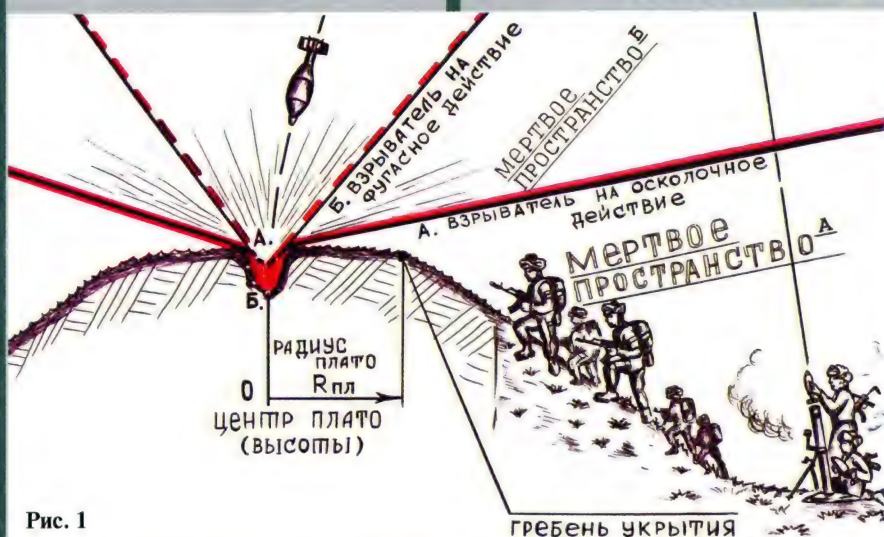 Б. ВЗРЫВАТЕЛЬ НА
ФУГАСНОЕ ДЕЙСТВИЕ
МЕРТВОЕ
ПРОСТРАНСТВО Б
А. ВЗРЫВАТЕЛЬ НА ОСКОЛОЧНОЕ
ДЕЙСТВИЕ
МЕРТВОЕ
ПРОСТРАНСТВО А
А.
Б.
РАДИУС
ПЛАТО
Rпл
О
ЦЕНТР ПЛАТО
(ВЫСОТЫ)
ГРЕБЕНЬ УКРЫТИЯ
Рис. 1